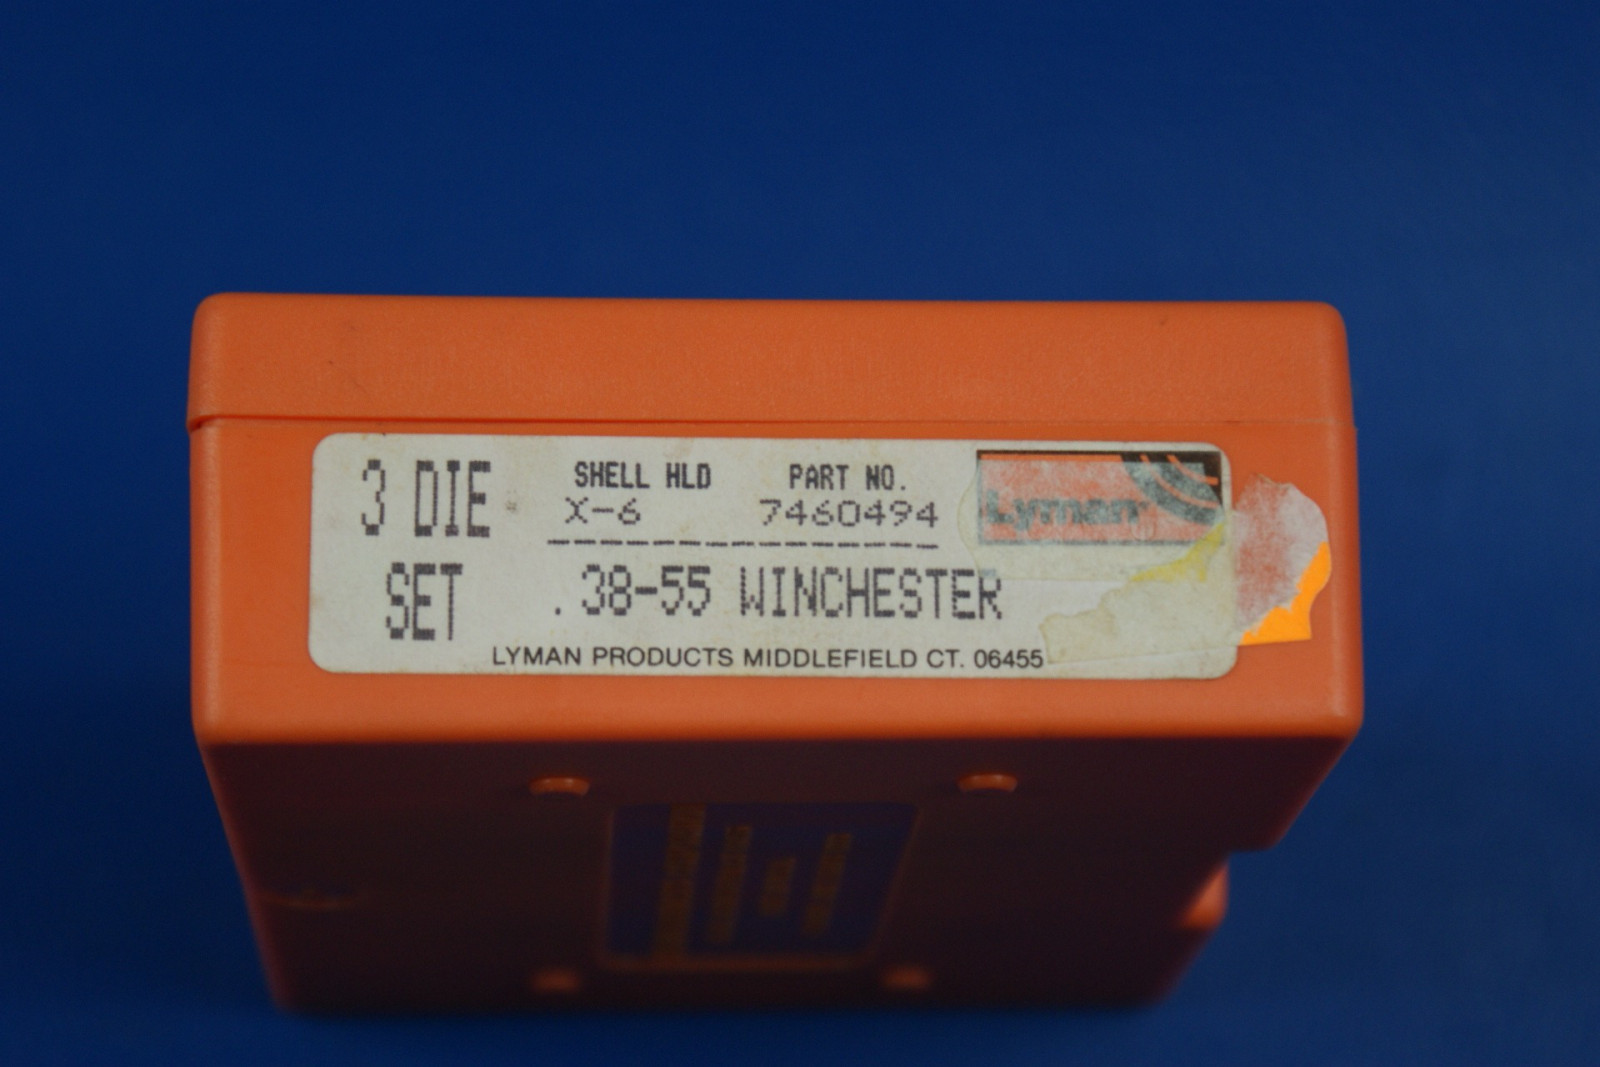 3 DIE
SET
SHELL HLD PART NO.
X-6 7460494
.38-55 WINCHESTER
Lyman
LYMAN PRODUCTS MIDDLEFIELD CT. 06455